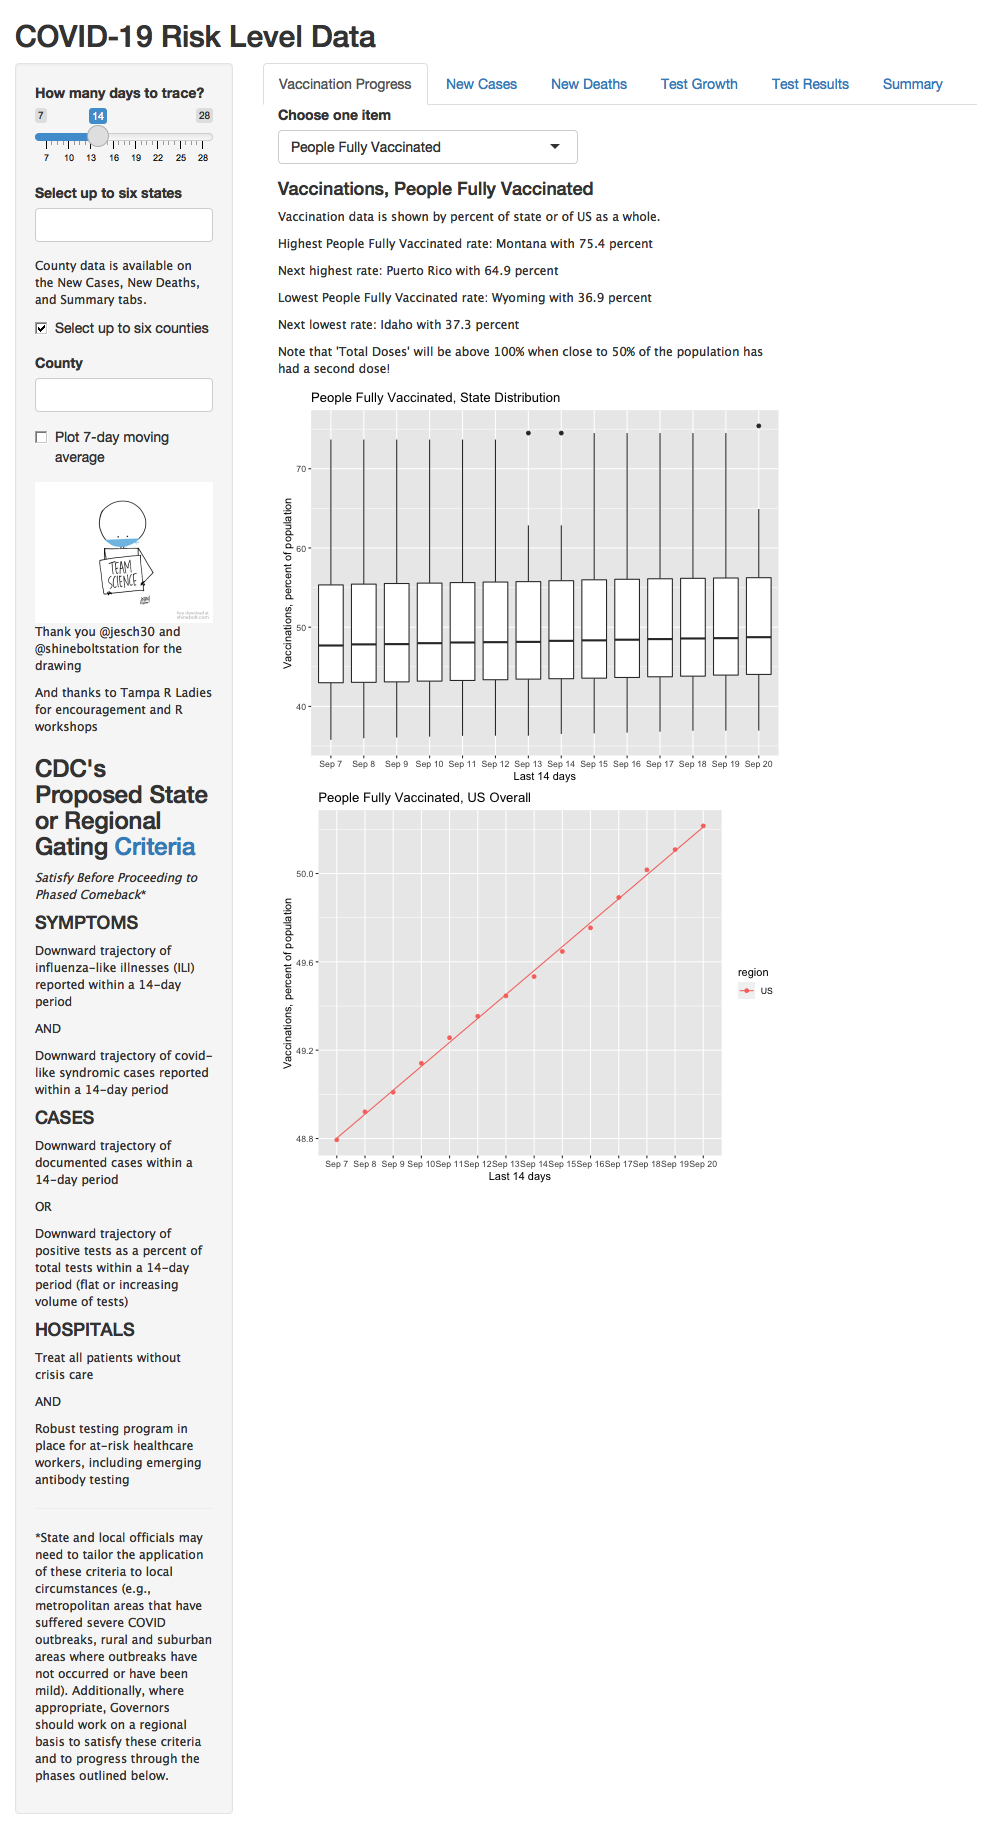 COVID-19 Risk Level Data
How many days to trace?
7 14 28
7 10 13 16 19 22 25 28
Select up to six states
County data is available on
the New Cases, New Deaths,
and Summary tabs.
Select up to six counties
County
Plot 7-day moving
average
TEAM
SCIENCE
Thank you @jesch30 and
@shineboltstation for the
drawing
And thanks to Tampa R Ladies
for encouragement and R
workshops
CDC's
Proposed State
or Regional
Gating Criteria
Satisfy Before Proceeding to
Phased Comeback*
SYMPTOMS
Downward trajectory of
influenza-like illnesses (ILI)
reported within a 14-day
period
AND
Downward trajectory of covid-
like syndromic cases reported
within a 14-day period
CASES
Downward trajectory of
documented cases within a
14-day period
OR
Downward trajectory of
positive tests as a percent of
total tests within a 14-day
period (flat or increasing
volume of tests)
HOSPITALS
Treat all patients without
crisis care
AND
Robust testing program in
place for at-risk healthcare
workers, including emerging
antibody testing
*State and local officials may
need to tailor the application
of these criteria to local
circumstances (e.g.,
metropolitan areas that have
suffered severe COVID
outbreaks, rural and suburban
areas where outbreaks have
not occurred or have been
mild). Additionally, where
appropriate, Governors
should work on a regional
basis to satisfy these criteria
and to progress through the
phases outlined below.
Vaccination Progress New Cases New Deaths Test Growth Test Results Summary
Choose one item
People Fully Vaccinated
Vaccinations, People Fully Vaccinated
Vaccination data is shown by percent of state or of US as a whole.
Highest People Fully Vaccinated rate: Montana with 75.4 percent
Next highest rate: Puerto Rico with 64.9 percent
Lowest People Fully Vaccinated rate: Wyoming with 36.9 percent
Next lowest rate: Idaho with 37.3 percent
Note that 'Total Doses' will be above 100% when close to 50% of the population has
had a second dose!
People Fully Vaccinated, State Distribution
Vaccinations, percent of population
70
60
50
40
Sep 7 Sep 8 Sep 9 Sep 10 Sep 11 Sep 12 Sep 13 Sep 14 Sep 15 Sep 16 Sep 17 Sep 18 Sep 19 Sep 20
Last 14 days
People Fully Vaccinated, US Overall
Vaccinations, percent of population
50.0
49.6
49.2
48.8
Sep 7 Sep 8 Sep 9 Sep 10 Sep 11 Sep 12 Sep 13 Sep 14 Sep 15 Sep 16 Sep 17 Sep 18 Sep 19 Sep 20
Last 14 days
region
US